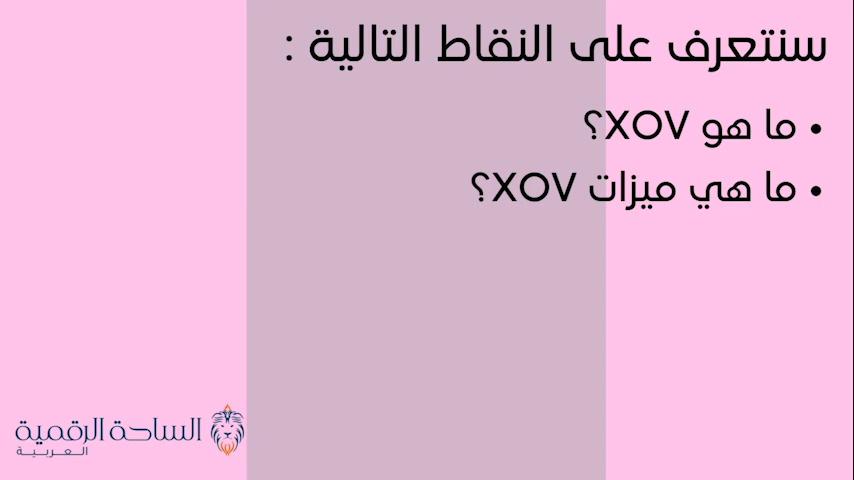 سنتعرف على النقاط التالية :
• ما هو XOV؟
• ما هي ميزات XOV؟
الساحة الرقمية
العربية